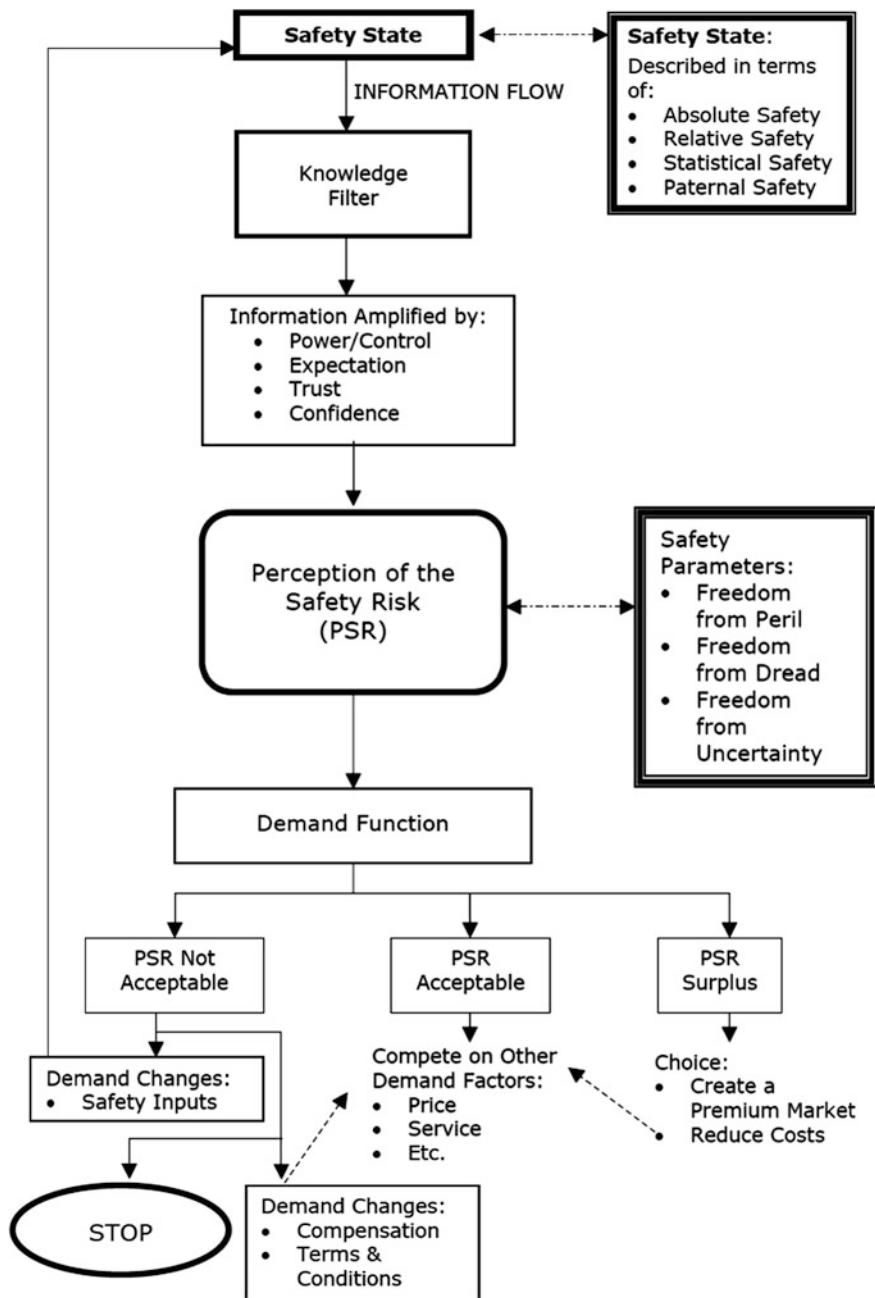 Safety State
Safety State:
Described in terms
of:
• Absolute Safety
• Relative Safety
• Statistical Safety
• Paternal Safety
INFORMATION FLOW
Knowledge
Filter
Information Amplified by:
• Power/Control
• Expectation
• Trust
• Confidence
Perception of the
Safety Risk
(PSR)
Safety
Parameters:
• Freedom
from Peril
• Freedom
from Dread
• Freedom
from
Uncertainty
Demand Function
PSR Not
Acceptable
PSR
Acceptable
PSR
Surplus
Demand Changes:
• Safety Inputs
Compete on Other
Demand Factors:
• Price
• Service
• Etc.
Choice:
• Create a
Premium Market
• Reduce Costs
STOP
Demand Changes:
• Compensation
• Terms &
Conditions